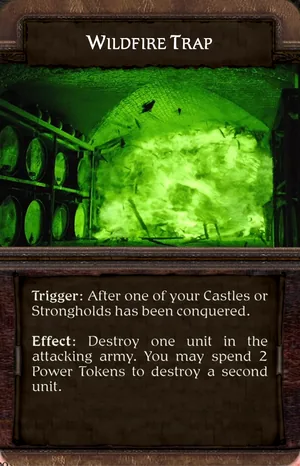 WILDFIRE TRAP
Trigger: After one of your Castles or
Strongholds has been conquered.
Effect: Destroy one unit in the
attacking army. You may spend 2
Power Tokens to destroy a second
unit.